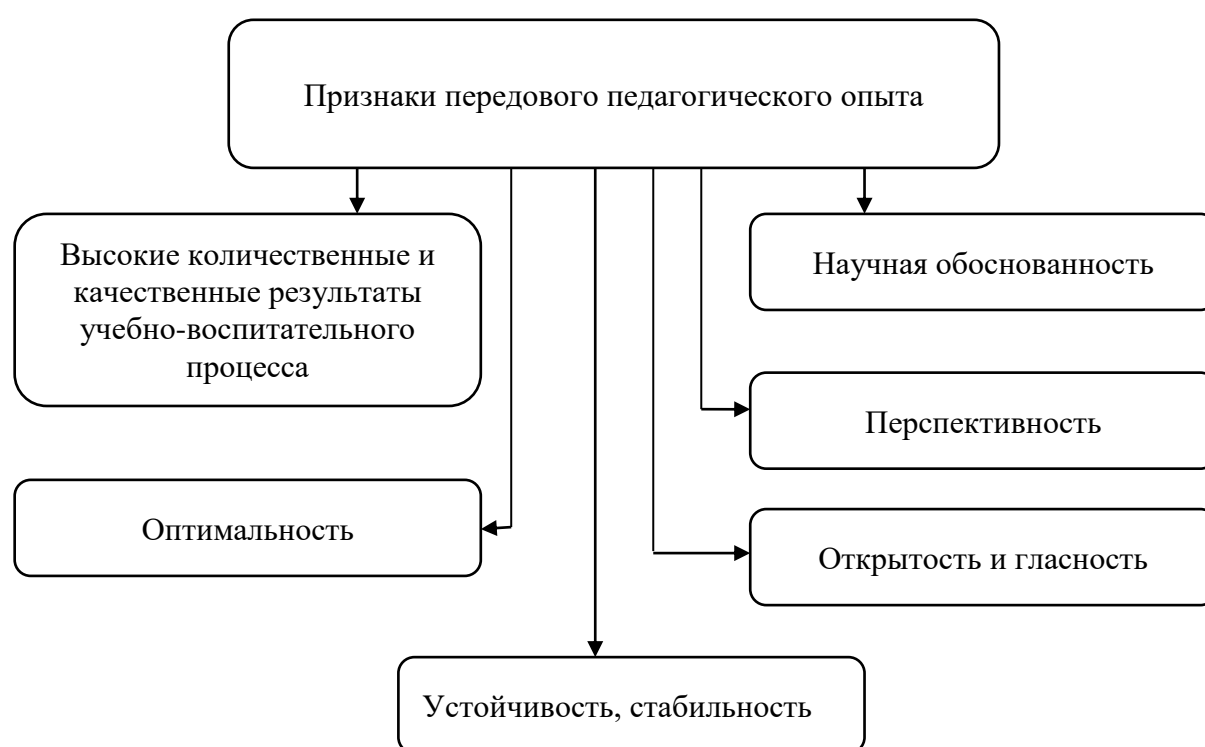 Признаки передового педагогического опыта
Высокие количественные и
качественные результаты
учебно-воспитательного
процесса
Научная обоснованность
Перспективность
Оптимальность
Открытость и гласность
Устойчивость, стабильность